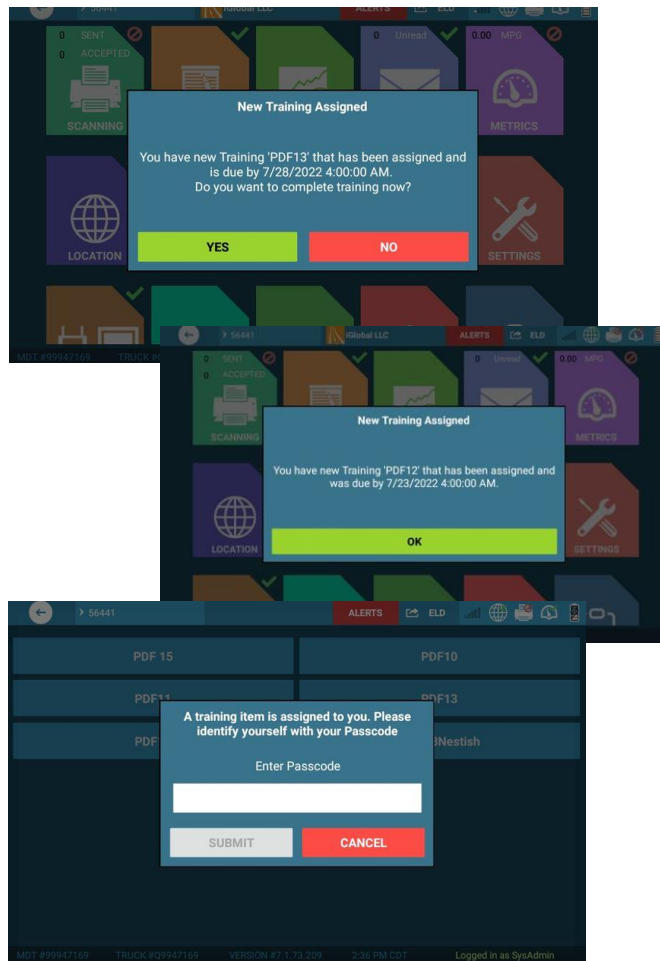 > 56441
iGlobal LLC
ALERTS
ELD
0 SENT
0 ACCEPTED
0 Unread
0.00 MPG
SCANNING
METRICS
New Training Assigned
You have new Training 'PDF13' that has been assigned and
is due by 7/28/2022 4:00:00 AM.
Do you want to complete training now?
YES
NO
LOCATION
SETTINGS
MDT #99947169
> 56441
iGlobal LLC
ALERTS
ELD
0 SENT
0 ACCEPTED
0 Unread
0.00 MPG
SCANNING
METRICS
New Training Assigned
You have new Training 'PDF12' that has been assigned and
was due by 7/23/2022 4:00:00 AM.
OK
LOCATION
SETTINGS
> 56441
ALERTS
ELD
PDF 15
PDF10
PDF11
PDF13
A training item is assigned to you. Please
identify yourself with your Passcode
Enter Passcode
SUBMIT
CANCEL
MDT #99947169
TRUCK #Q9947169
VERSION #7.1.73.209
2:36 PM CDT
Logged in as SysAdmin